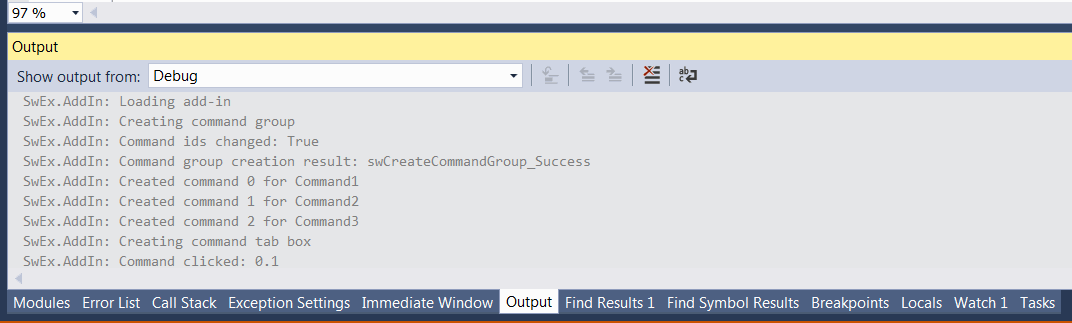 97 %
Output
Show output from: Debug
SwEx.AddIn: Loading add-in
SwEx.AddIn: Creating command group
SwEx.AddIn: Command ids changed: True
SwEx.AddIn: Command group creation result: swCreateCommandGroup_Success
SwEx.AddIn: Created command 0 for Command1
SwEx.AddIn: Created command 1 for Command2
SwEx.AddIn: Created command 2 for Command3
SwEx.AddIn: Creating command tab box
SwEx.AddIn: Command clicked: 0.1
Modules Error List Call Stack Exception Settings Immediate Window Output Find Results 1 Find Symbol Results Breakpoints Locals Watch 1 Tasks